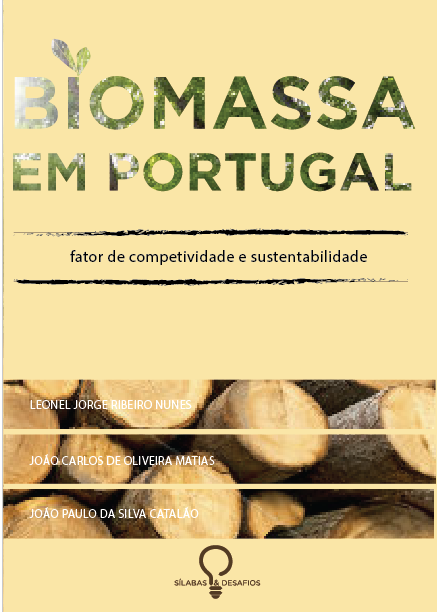 BIOMASSA
EM PORTUGAL
fator de competividade e sustentabilidade
LEONEL JORGE RIBEIRO NUNES
JOÃO CARLOS DE OLIVEIRA MATIAS
JOÃO PAULO DA SILVA CATALÃO
SÍLABAS & DESAFIOS